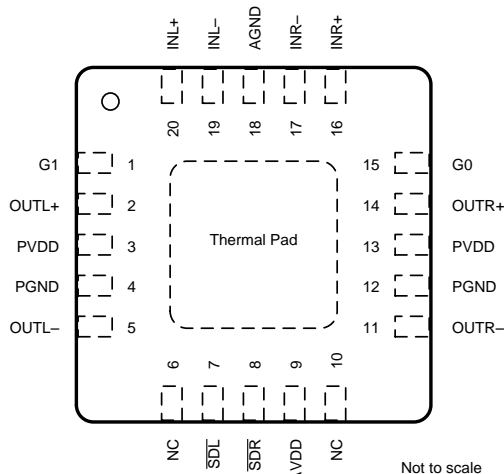 INL+
INL–
AGND
INR–
INR+
20
19
18
17
16
G1
1
15
G0
OUTL+
2
14
OUTR+
PVDD
3
Thermal Pad
13
PVDD
PGND
4
12
PGND
OUTL–
5
11
OUTR–
6
7
8
9
10
NC
SDL
SDR
AVDD
NC
Not to scale